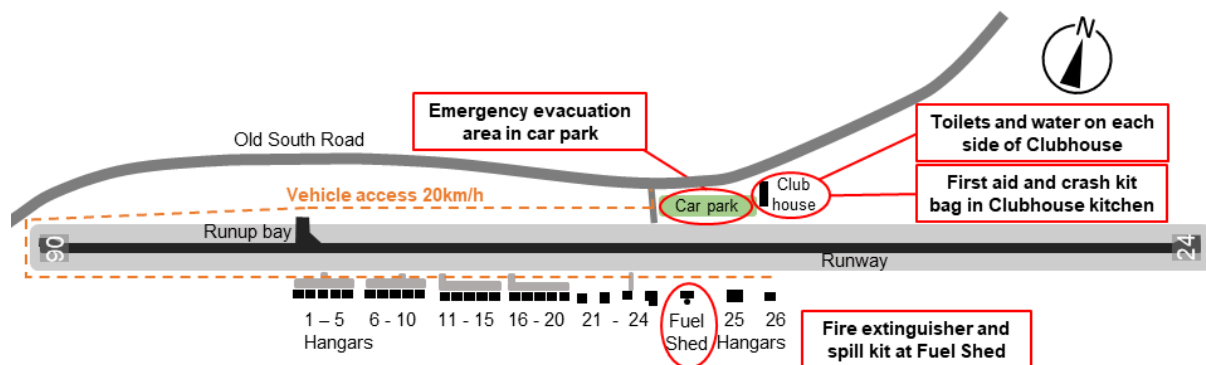 N
Emergency evacuation
area in car park
Toilets and water on each
side of Clubhouse
Old South Road
First aid and crash kit
bag in Clubhouse kitchen
Vehicle access 20km/h
Car park
Club
house
Runup bay
06
24
Runway
1 – 5
6 - 10
11 - 15
16 - 20
21 - 24
Fuel
Shed
25
26
Hangars
Hangars
Fire extinguisher and
spill kit at Fuel Shed